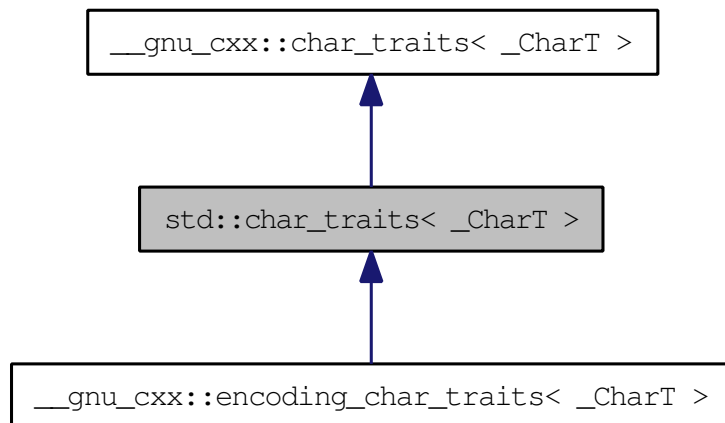 __gnu_cxx::char_traits< _CharT >
std::char_traits< _CharT >
__gnu_cxx::encoding_char_traits< _CharT >